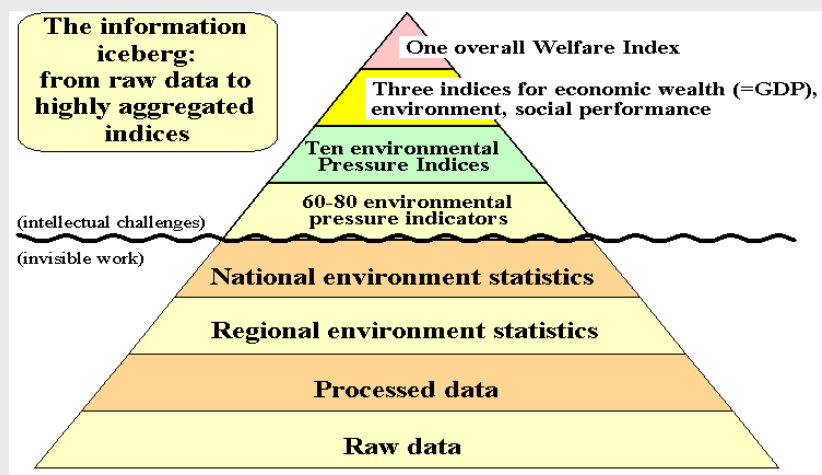 The information
iceberg:
from raw data to
highly aggregated
indices
One overall Welfare Index
Three indices for economic wealth (=GDP),
environment, social performance
Ten environmental
Pressure Indices
60-80 environmental
pressure indicators
(intellectual challenges)
(invisible work)
National environment statistics
Regional environment statistics
Processed data
Raw data